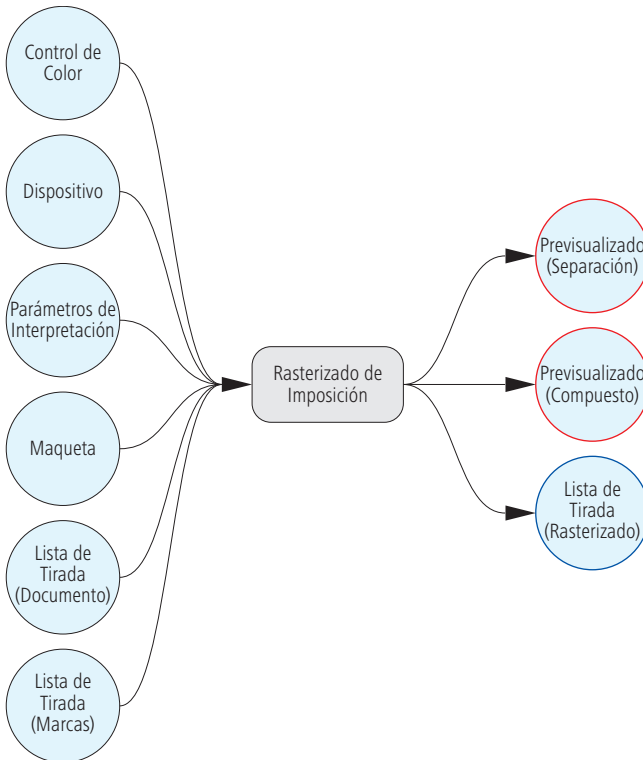 Control de
Color
Dispositivo
Parámetros de
Interpretación
Maqueta
Lista de
Tirada
(Documento)
Lista de
Tirada
(Marcas)
Rasterizado de
Imposición
Previsualizado
(Separación)
Previsualizado
(Compuesto)
Lista de
Tirada
(Rasterizado)